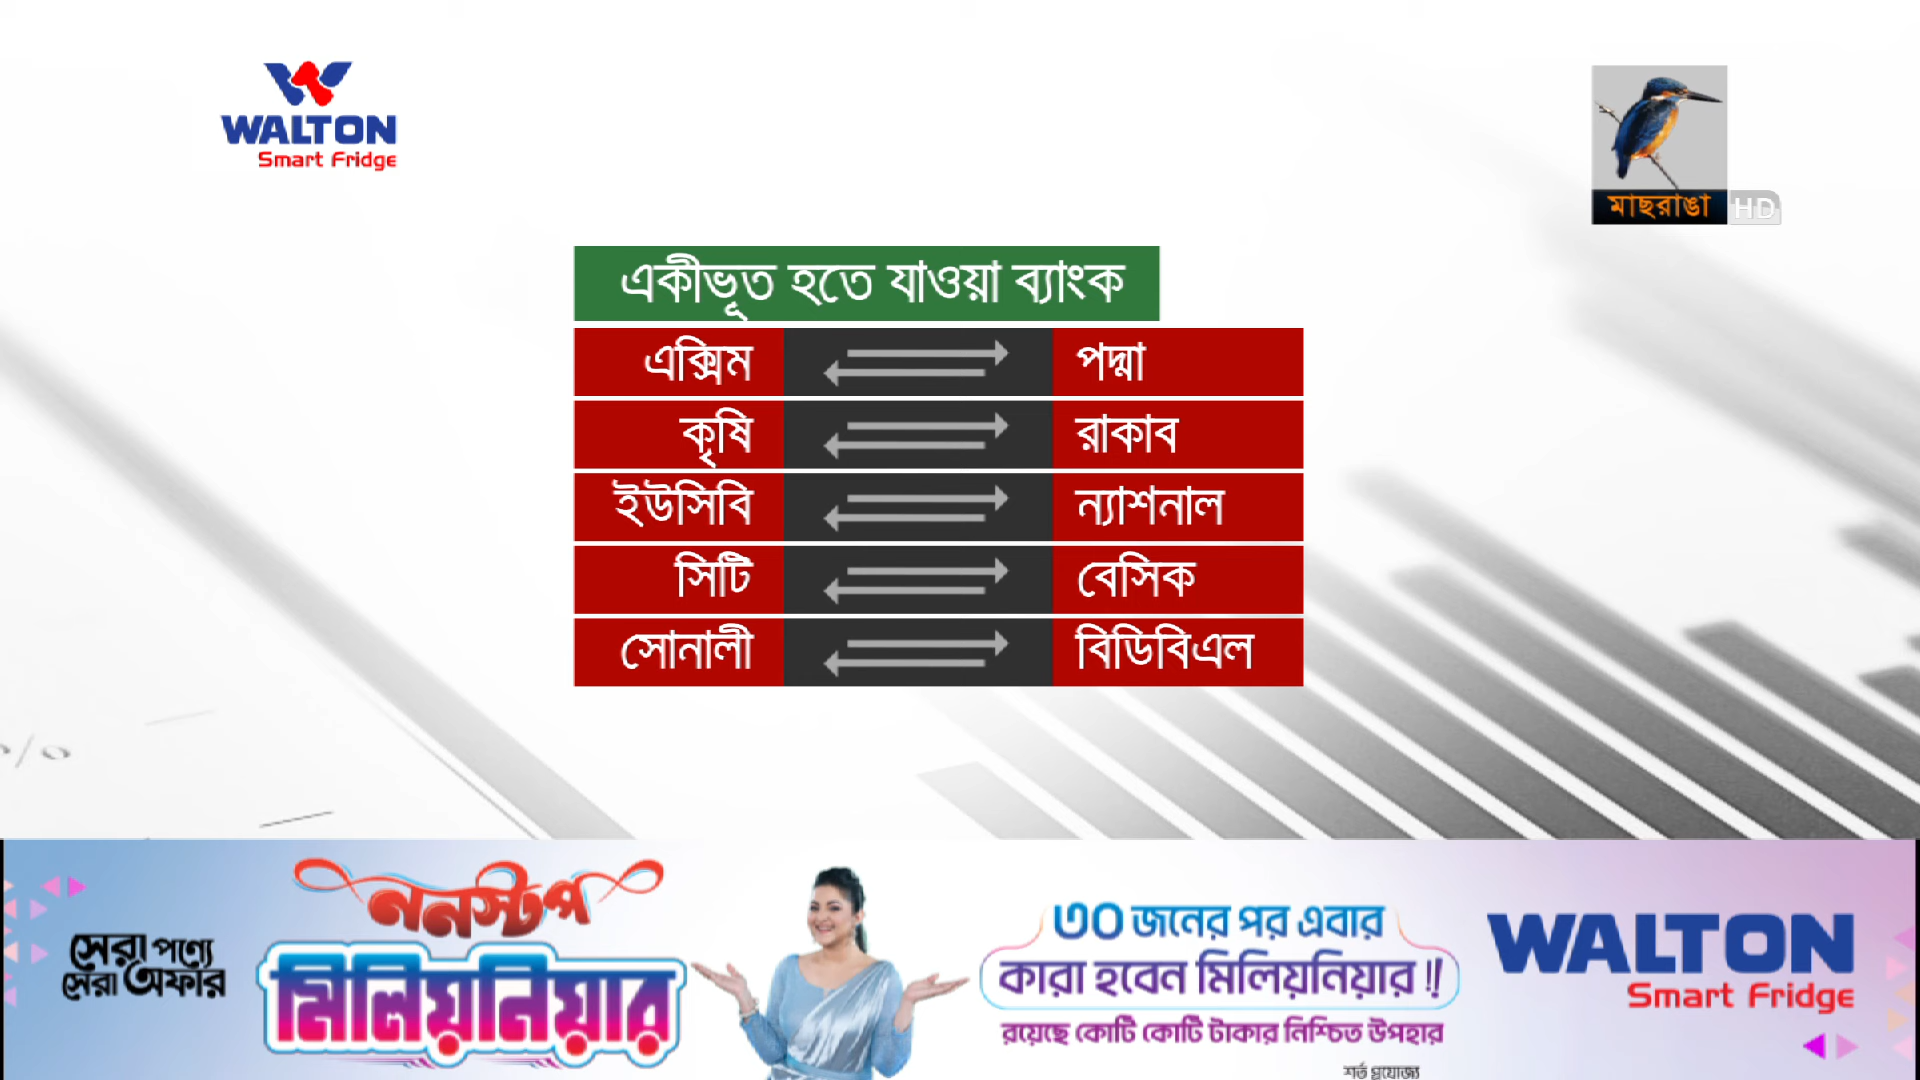 WALTON
Smart Fridge
মাছরাঙা HD
একীভূত হতে যাওয়া ব্যাংক
এক্সিম পদ্মা
কৃষি রাকাব
ইউসিবি ন্যাশনাল
সিটি বেসিক
সোনালী বিডিবিএল
%
সেরা পণ্যে
সেরা অফার
ননস্টপ
মিলিয়নিয়ার
৩০ জনের পর এবার
কারা হবেন মিলিয়নিয়ার !!
রয়েছে কোটি কোটি টাকার নিশ্চিত উপহার
শর্ত প্রযোজ্য
WALTON
Smart Fridge